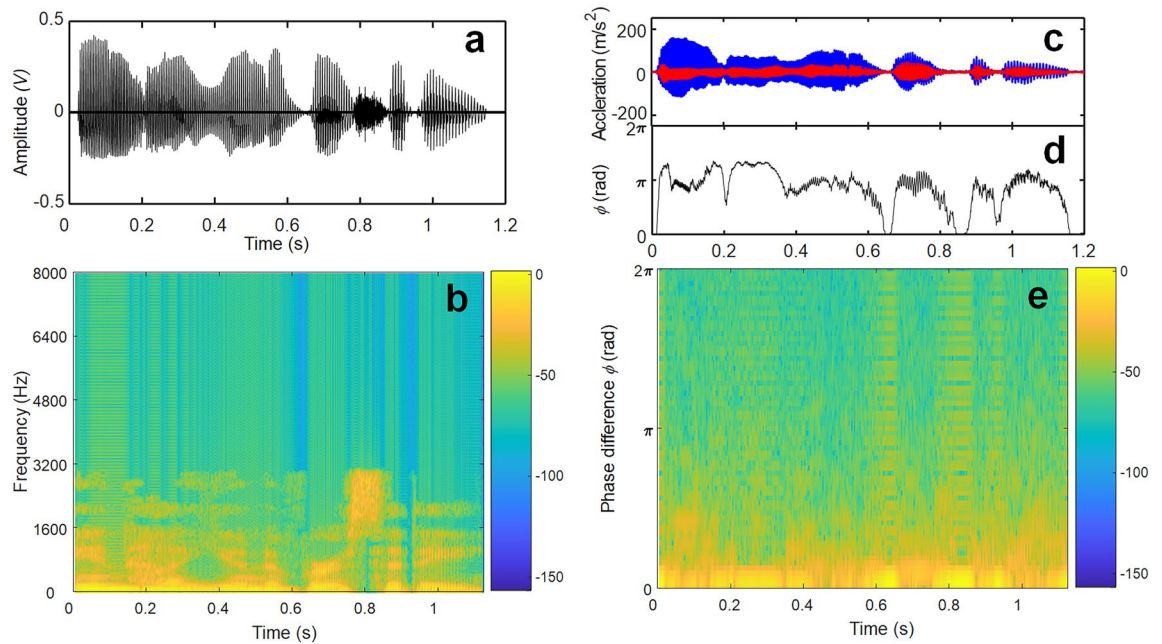 a
0.5
0
-0.5
Amplitude (V)
0 0.2 0.4 0.6 0.8 1.0 1.2
Time (s)
c
200
0
-200
Accleration (m/s²)
d
2π
π
0
ϕ (rad)
0 0.2 0.4 0.6 0.8 1 1.2
b
8000
6400
4800
3200
1600
0
Frequency (Hz)
0 0.2 0.4 0.6 0.8 1
Time (s)
0
-50
-100
-150
e
2π
π
0
Phase difference ϕ (rad)
0 0.2 0.4 0.6 0.8 1
Time (s)
0
-50
-100
-150